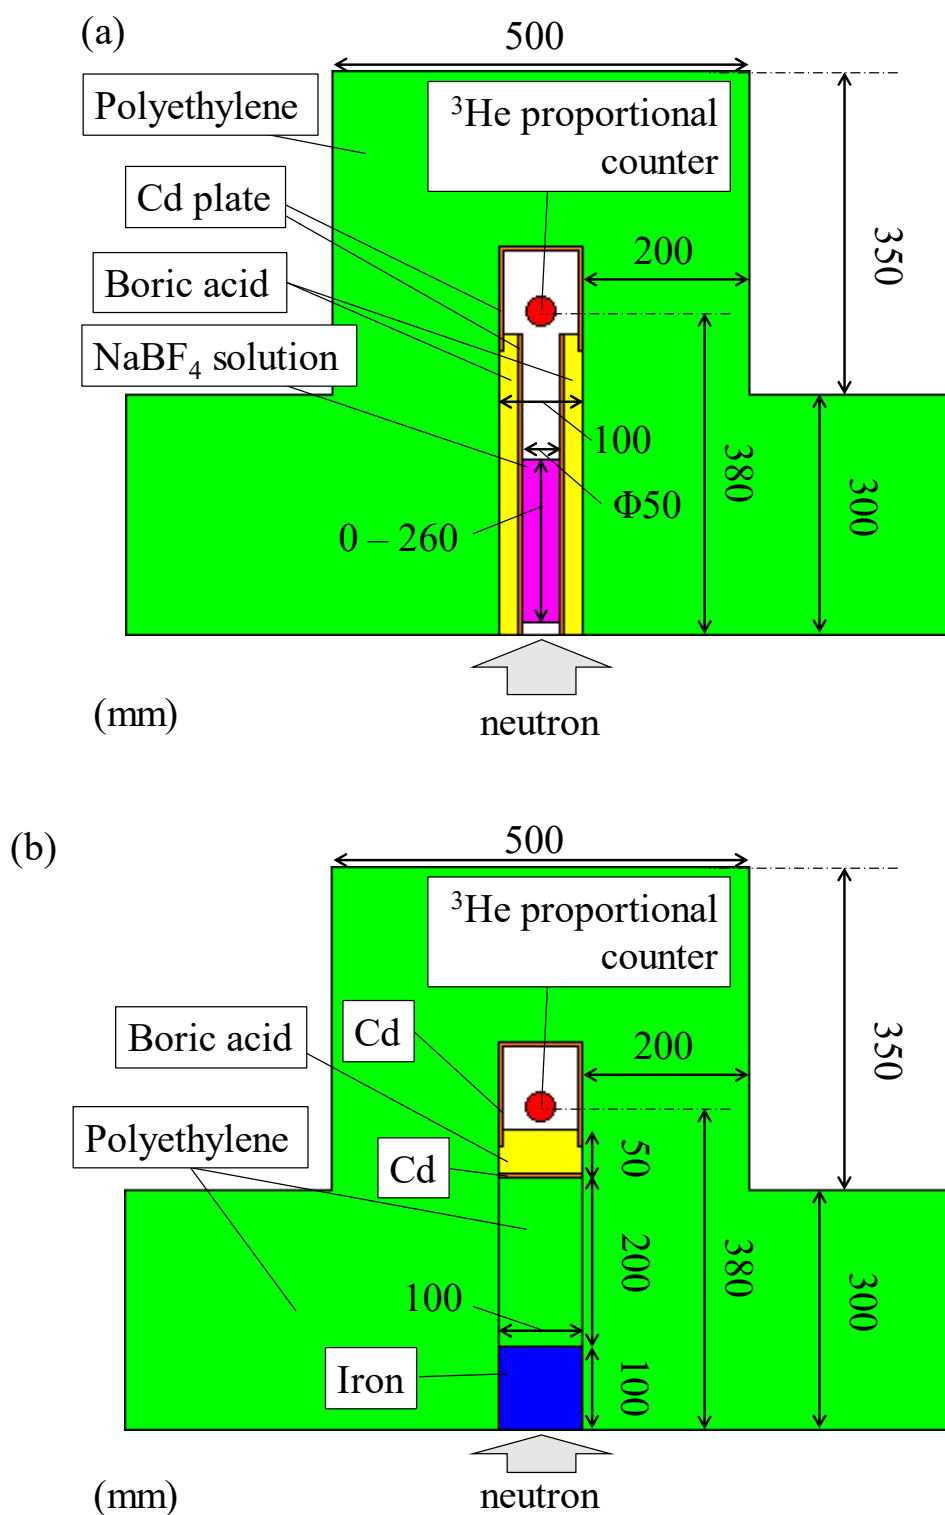 (a)
500
Polyethylene
³He proportional
counter
Cd plate
200
350
Boric acid
NaBF₄ solution
100
380
Φ50
300
0 – 260
(mm)
neutron
(b)
500
³He proportional
counter
Boric acid
Cd
200
350
Polyethylene
50
Cd
200
380
300
100
Iron
100
(mm)
neutron